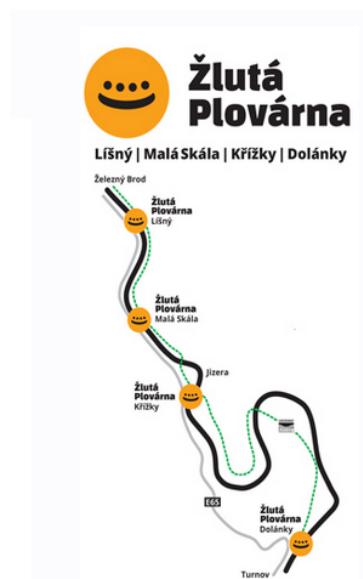 Žlutá
Plovárna
Líšný | Malá Skála | Křížky | Dolánky
Železný Brod
Žlutá
Plovárna
Líšný
Žlutá
Plovárna
Malá Skála
Jizera
Žlutá
Plovárna
Křížky
E65
Žlutá
Plovárna
Dolánky
Turnov